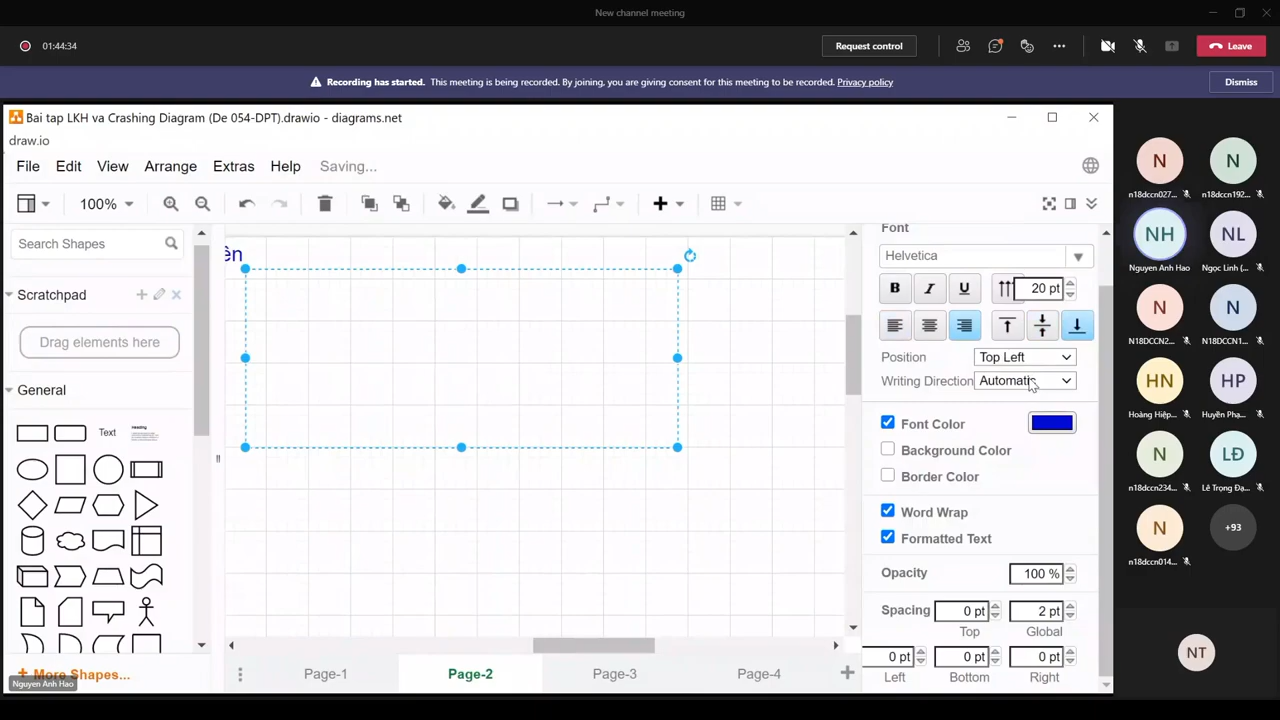 New channel meeting
01:44:34
Request control
Leave
Recording has started. This meeting is being recorded. By joining, you are giving consent for this meeting to be recorded. Privacy policy
Dismiss
Bai tap LKH va Crashing Diagram (De 054-DPT).drawio - diagrams.net
draw.io
File Edit View Arrange Extras Help Saving...
100%
Search Shapes
Scratchpad
Drag elements here
General
Text
Heading
More Shapes...
Nguyen Anh Hao
ên
Page-1 Page-2 Page-3 Page-4
Font
Helvetica
B I U 20 pt
Position Top Left
Writing Direction Automatic
Font Color
Background Color
Border Color
Word Wrap
Formatted Text
Opacity 100 %
Spacing 0 pt 2 pt
Top Global
0 pt 0 pt 0 pt
Left Bottom Right
N N
n18dccn027... n18dccn192...
NH NL
Nguyen Anh Hao Ngọc Linh (...
N N
N18DCCN2... N18DCCN1...
HN HP
Hoàng Hiệp... Huyền Phạ...
N LĐ
n18dccn234... Lê Trọng Đạ...
N +93
n18dccn014...
NT